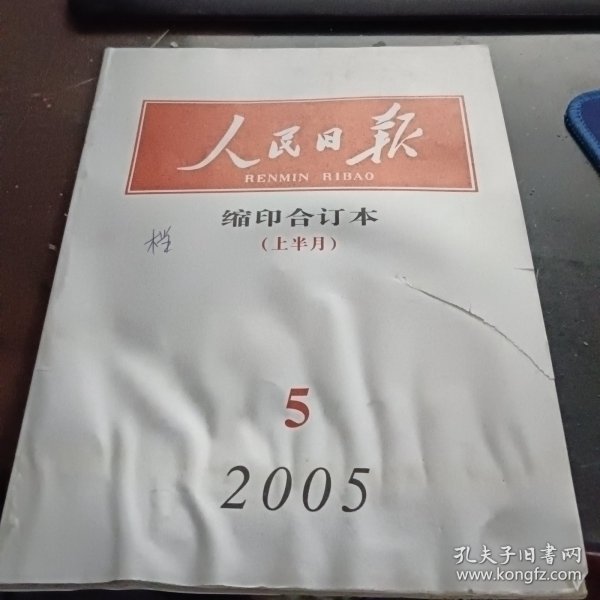 人民日报
RENMIN RIBAO
缩印合订本
(上半月)
档
5
2005
孔夫子旧书网
www.kongfz.com